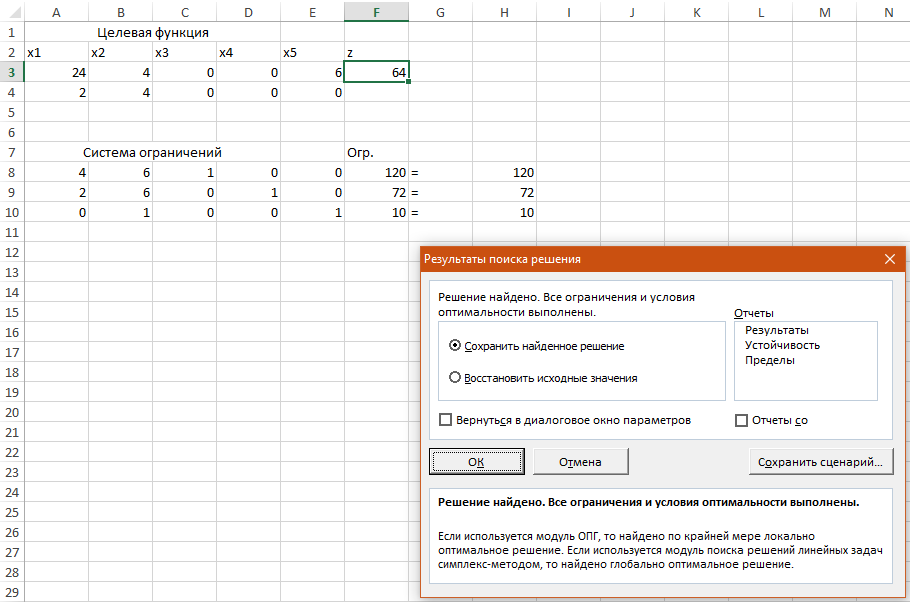 A B C D E F G H I J K L M N
1 Целевая функция
2 x1 x2 x3 x4 x5 z
3 24 4 0 0 6 64
4 2 4 0 0 0
5
6
7 Система ограничений Огр.
8 4 6 1 0 0 120 = 120
9 2 6 0 1 0 72 = 72
10 0 1 0 0 1 10 = 10
11
12
13
14
15
16
17
18
19
20
21
22
23
24
25
26
27
28
29
Результаты поиска решения
Решение найдено. Все ограничения и условия
оптимальности выполнены.
Сохранить найденное решение
Восстановить исходные значения
Отчеты
Результаты
Устойчивость
Пределы
Вернуться в диалоговое окно параметров
Отчеты со
ОК
Отмена
Сохранить сценарий...
Решение найдено. Все ограничения и условия оптимальности выполнены.
Если используется модуль ОПГ, то найдено по крайней мере локально
оптимальное решение. Если используется модуль поиска решений линейных задач
симплекс-методом, то найдено глобально оптимальное решение.